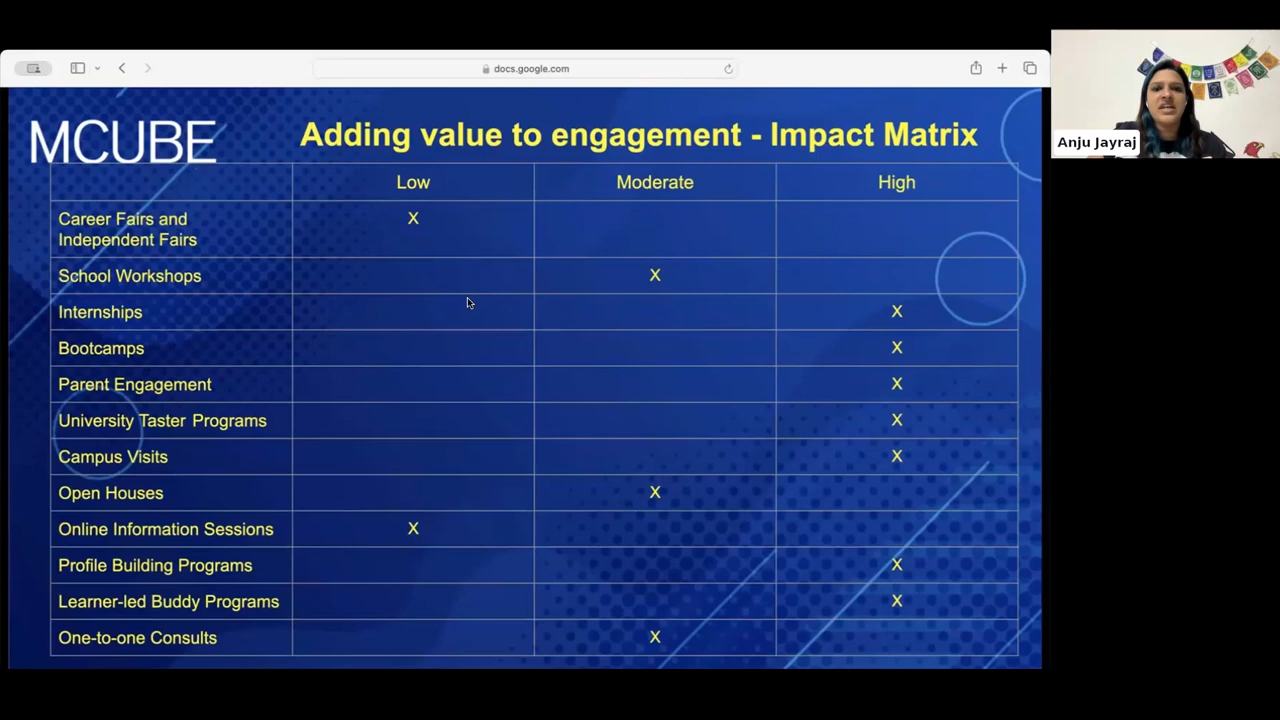 docs.google.com
Anju Jayraj
MCUBE
Adding value to engagement - Impact Matrix
Low Moderate High
Career Fairs and
Independent Fairs X
School Workshops X
Internships X
Bootcamps X
Parent Engagement X
University Taster Programs X
Campus Visits X
Open Houses X
Online Information Sessions X
Profile Building Programs X
Learner-led Buddy Programs X
One-to-one Consults X